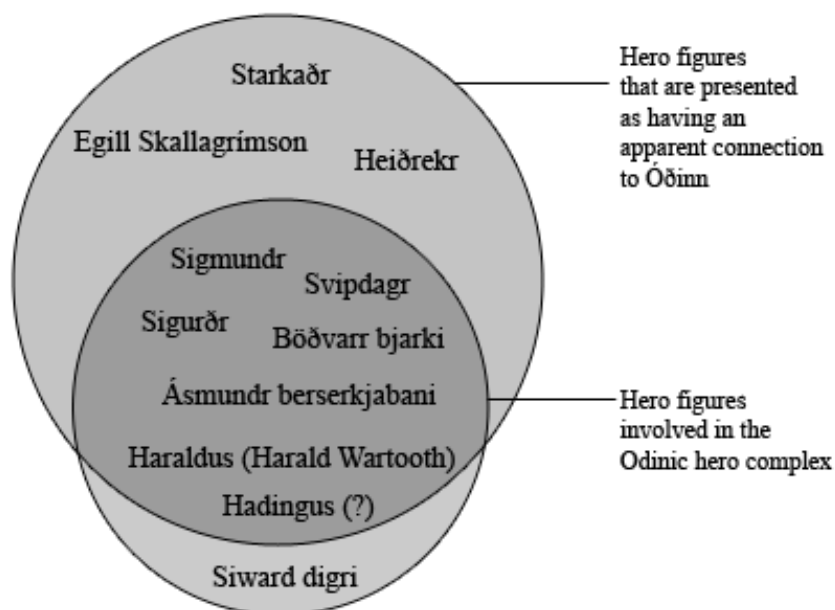 Starkaðr
Egill Skallagrímson
Heiðrekr
Sigmundr
Svipdagr
Sigurðr
Böðvarr bjarki
Ásmundr berserkjabani
Haraldus (Harald Wartooth)
Hadingus (?)
Siward digri
Hero figures
that are presented
as having an
apparent connection
to Óðinn
Hero figures
involved in the
Odinic hero complex